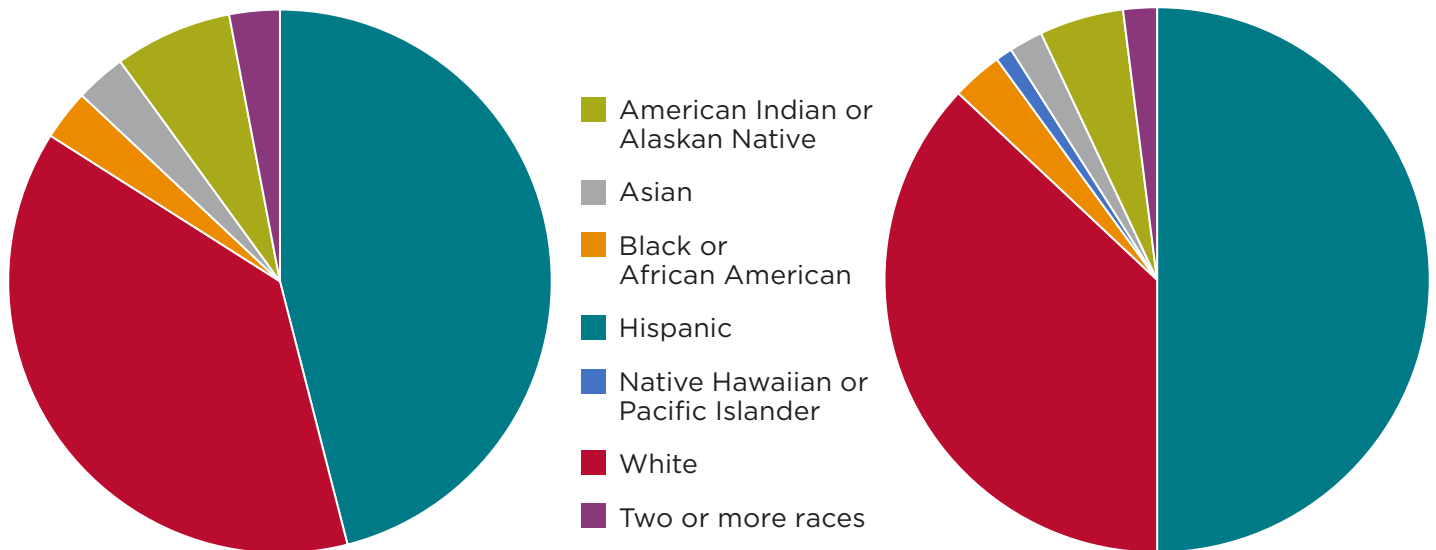 American Indian or
Alaskan Native
Asian
Black or
African American
Hispanic
Native Hawaiian or
Pacific Islander
White
Two or more races